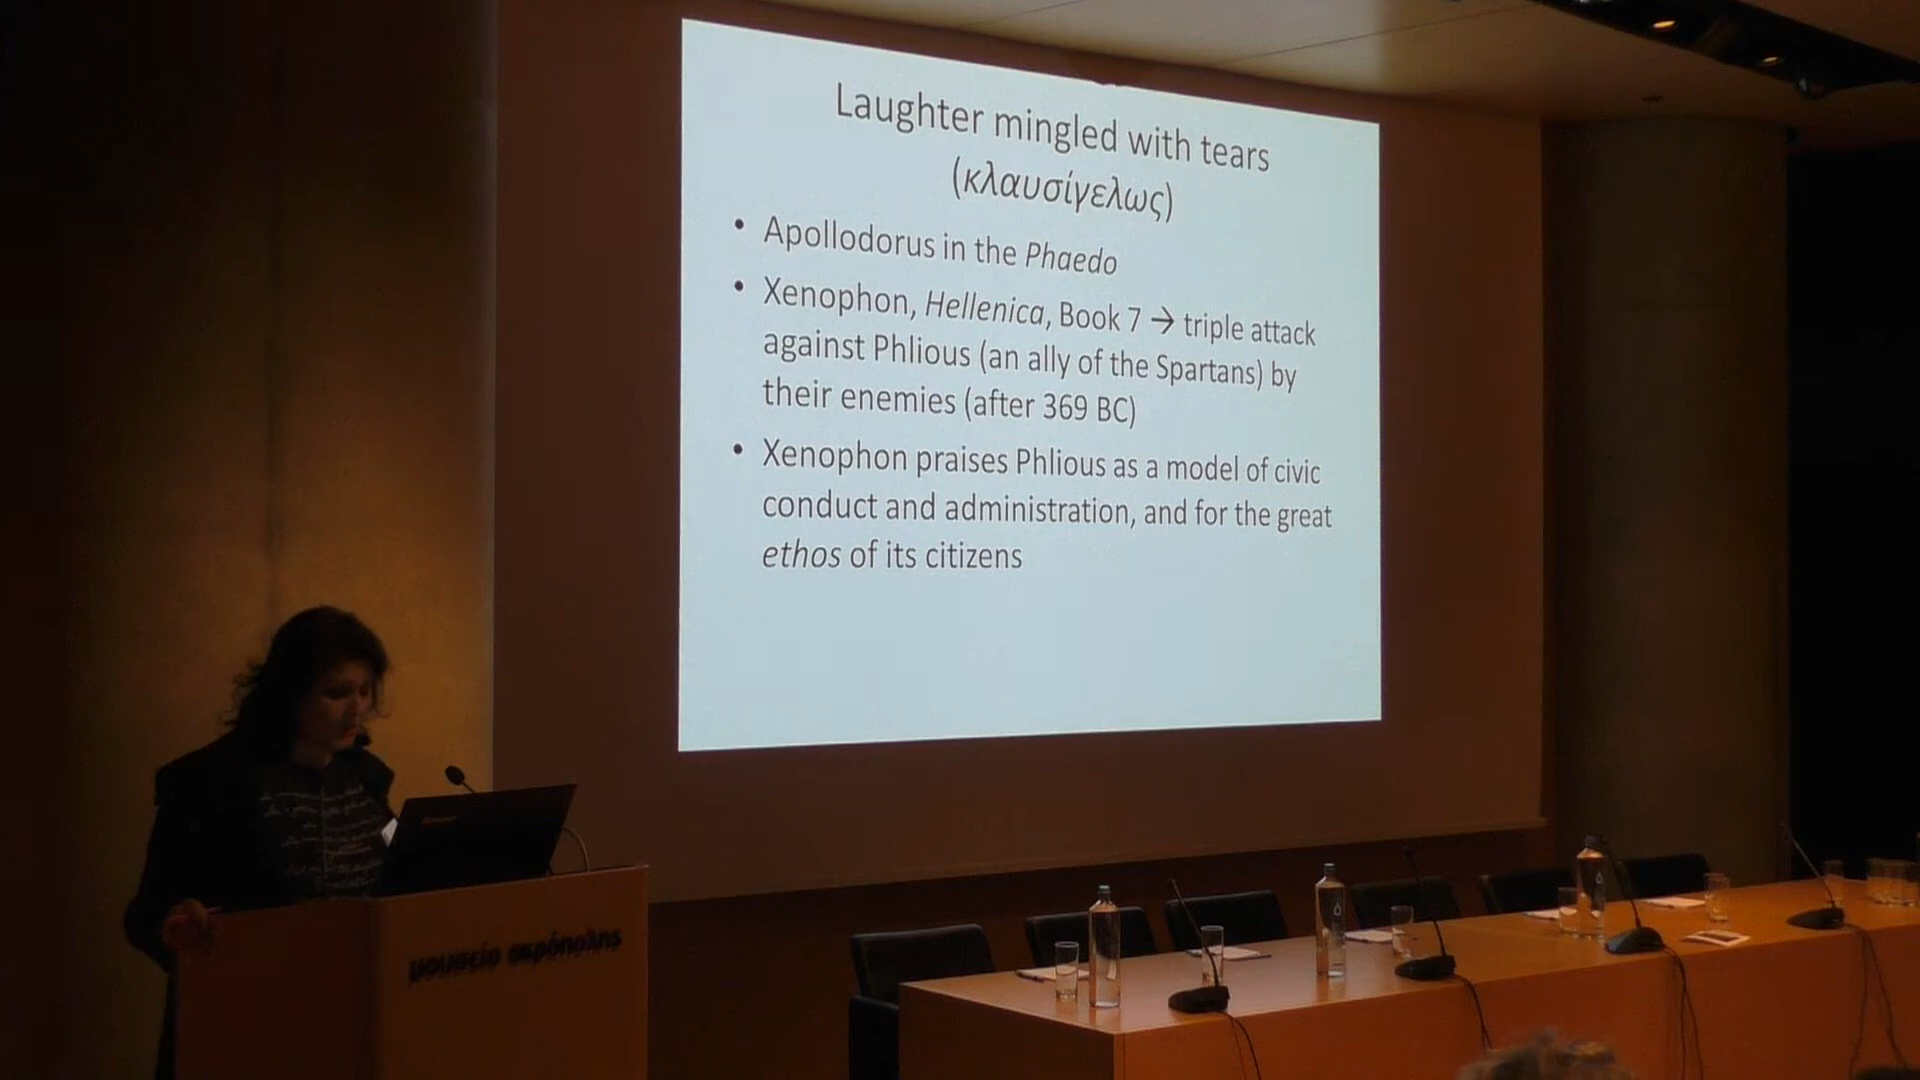 Laughter mingled with tears
(κλαυσίγελως)
• Apollodorus in the Phaedo
• Xenophon, Hellenica, Book 7 → triple attack
against Phlious (an ally of the Spartans) by
their enemies (after 369 BC)
• Xenophon praises Phlious as a model of civic
conduct and administration, and for the great
ethos of its citizens
μουσείο ακρόπολης